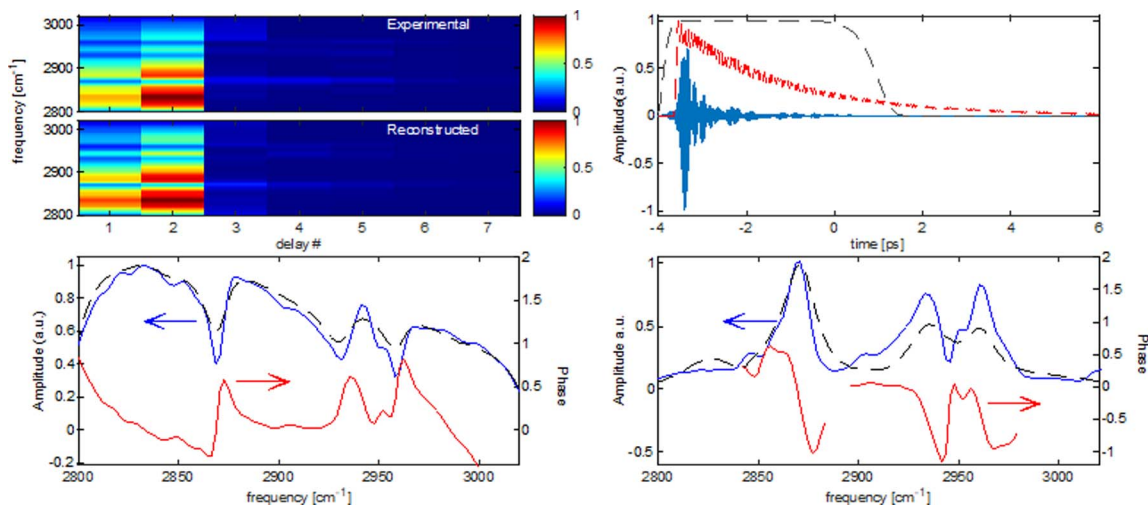 Experimental
3000
2900
2800
1
0.5
0
Reconstructed
3000
2900
2800
1
0.5
0
frequency [cm-1]
1 2 3 4 5 6 7
delay #
1
0.5
0
-0.5
-1
Amplitude(a.u.)
-4 -2 0 2 4 6
time [ps]
1
0.8
0.6
0.4
0.2
0
-0.2
Amplitude (a.u.)
2
1.5
1
0.5
0
Phase
2800 2850 2900 2950 3000
frequency [cm-1]
1
0.5
0
-0.5
Amplitude a.u.
2
1.5
1
0.5
0
-0.5
-1
Phase
2800 2850 2900 2950 3000
frequency [cm-1]